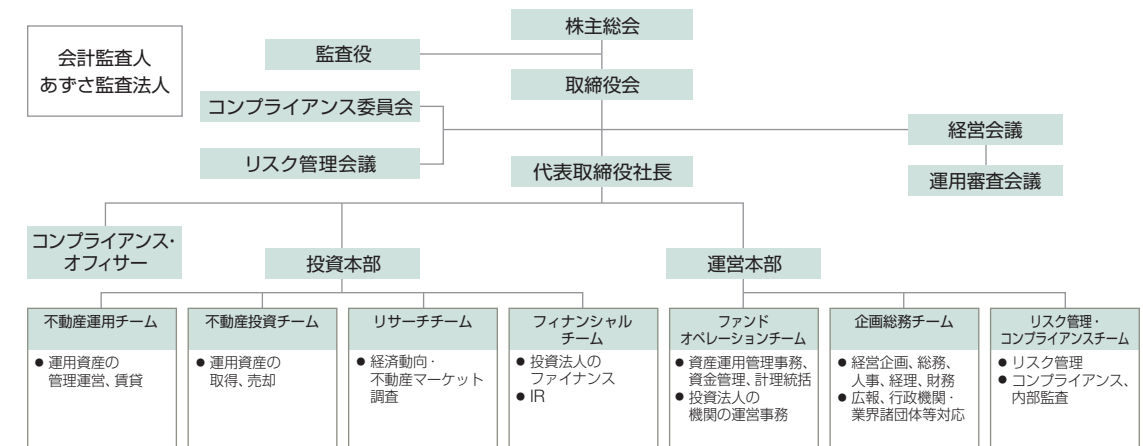 株主総会
会計監査人
あずさ監査法人
監査役
取締役会
コンプライアンス委員会
経営会議
リスク管理会議
代表取締役社長
運用審査会議
コンプライアンス・
オフィサー
投資本部
運営本部
不動産運用チーム
● 運用資産の
管理運営、賃貸
不動産投資チーム
● 運用資産の
取得、売却
リサーチチーム
● 経済動向・
不動産マーケット
調査
フィナンシャル
チーム
● 投資法人の
ファイナンス
● IR
ファンド
オペレーションチーム
● 資産運用管理事務、
資金管理、計理統括
● 投資法人の
機関の運営事務
企画総務チーム
● 経営企画、総務、
人事、経理、財務
● 広報、行政機関・
業界諸団体等対応
リスク管理・
コンプライアンスチーム
● リスク管理
● コンプライアンス、
内部監査